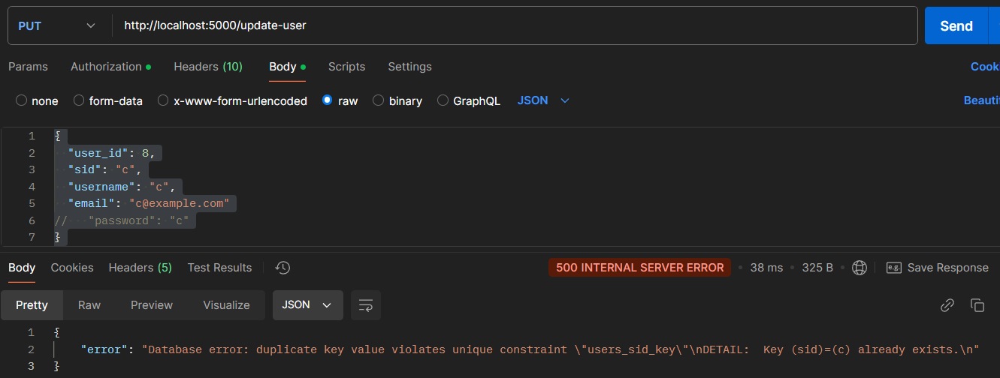 PUT http://localhost:5000/update-user Send
Params Authorization Headers (10) Body Scripts Settings Cook
none form-data x-www-form-urlencoded raw binary GraphQL JSON Beauti
1 {
2 "user_id": 8,
3 "sid": "c",
4 "username": "c",
5 "email": "c@example.com"
6 // "password": "c"
7 }
Body Cookies Headers (5) Test Results 500 INTERNAL SERVER ERROR • 38 ms • 325 B • e.g. Save Response
Pretty Raw Preview Visualize JSON
1 {
2 "error": "Database error: duplicate key value violates unique constraint \"users_sid_key\"\nDETAIL:  Key (sid)=(c) already exists.\n"
3 }